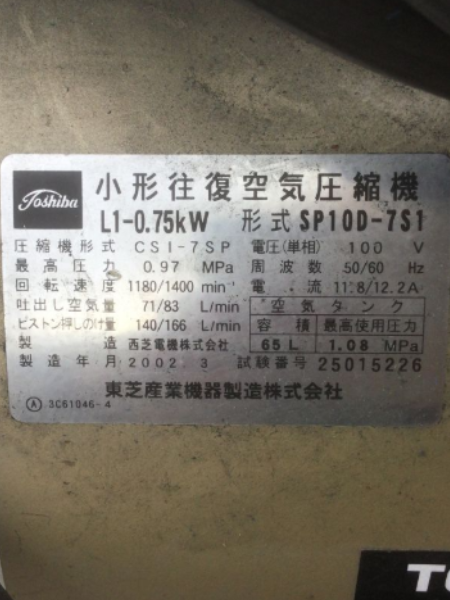 Toshiba
小形往復空気圧縮機
L1-0.75kW 形式 SP10D-7S1
圧縮機形式 CSI-7SP 電圧(単相) 100 V
最高圧力 0.97 MPa 周波数 50/60 Hz
回転速度 1180/1400 min⁻¹ 電流 11.8/12.2A
吐出し空気量 71/83 L/min 空気タンク
ピストン押しのけ量 140/166 L/min 容積 最高使用圧力
製造 西芝電機株式会社 65L 1.08 MPa
製造年月 2002. 3 試験番号 25015226
東芝産業機器製造株式会社
Ⓐ 3C61046-4